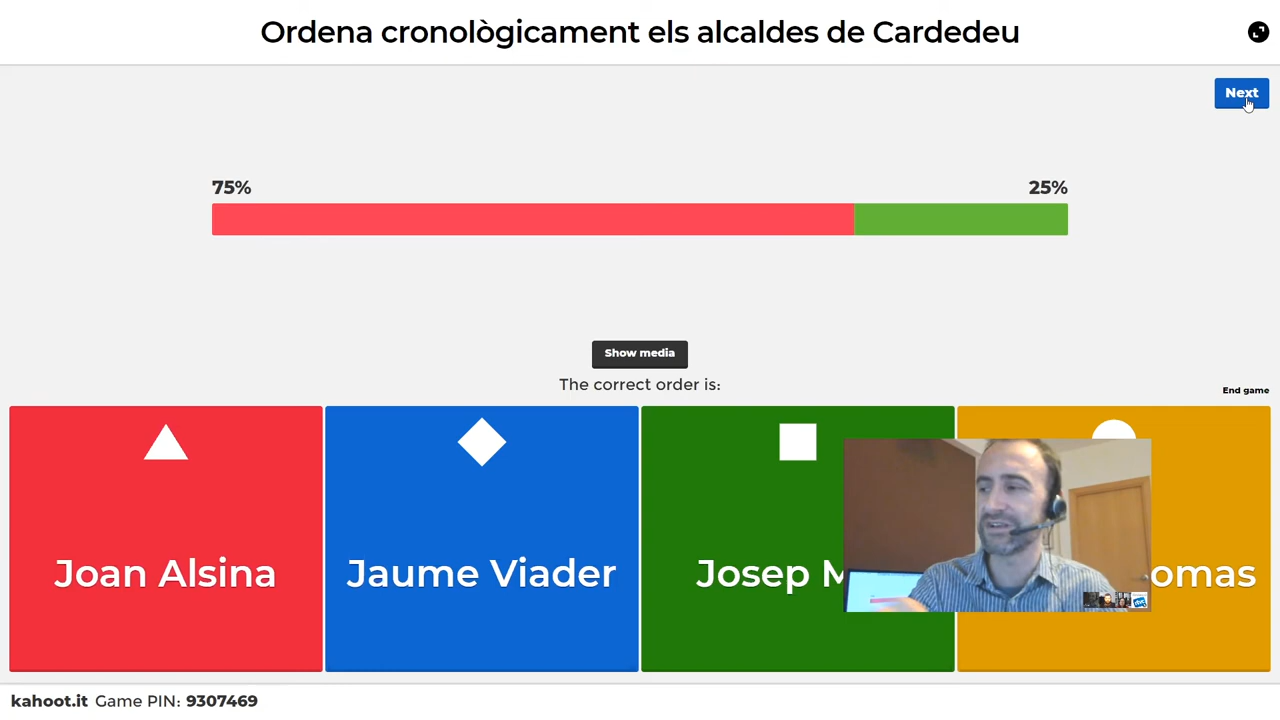 Ordena cronològicament els alcaldes de Cardedeu
Next
75%
25%
Show media
The correct order is:
End game
Joan Alsina
Jaume Viader
Josep
kahoot.it Game PIN: 9307469